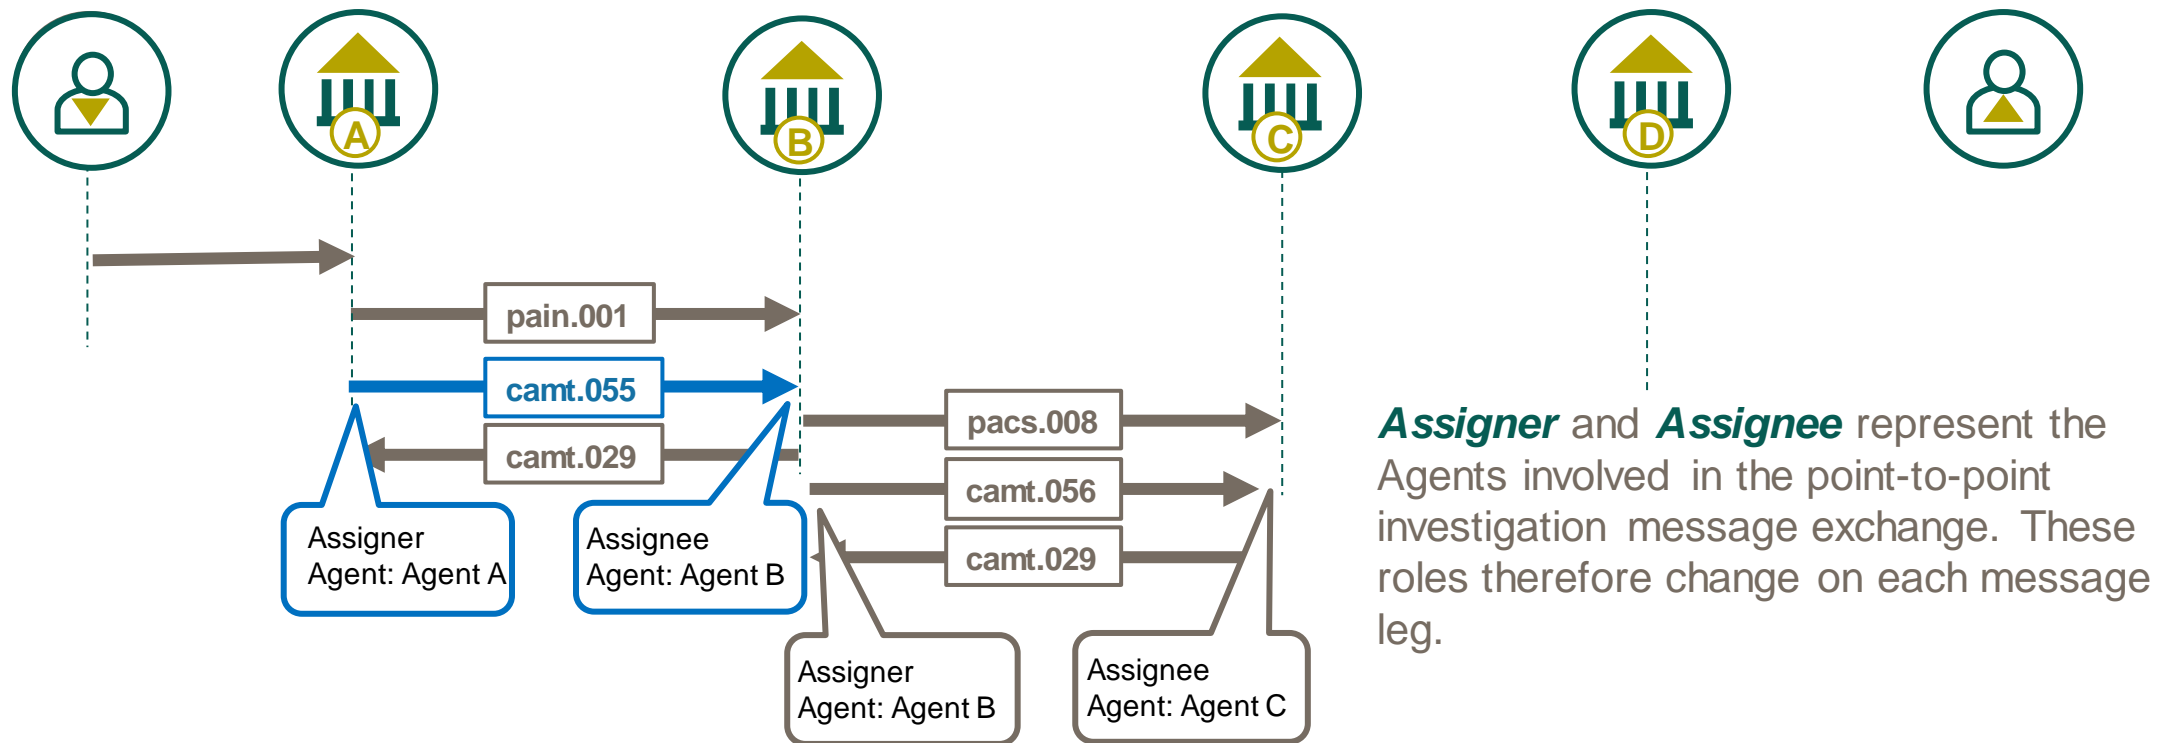 A
B
C
D
pain.001
camt.055
camt.029
pacs.008
camt.056
camt.029
Assigner
Agent: Agent A
Assignee
Agent: Agent B
Assigner
Agent: Agent B
Assignee
Agent: Agent C
Assigner and Assignee represent the
Agents involved in the point-to-point
investigation message exchange. These
roles therefore change on each message
leg.